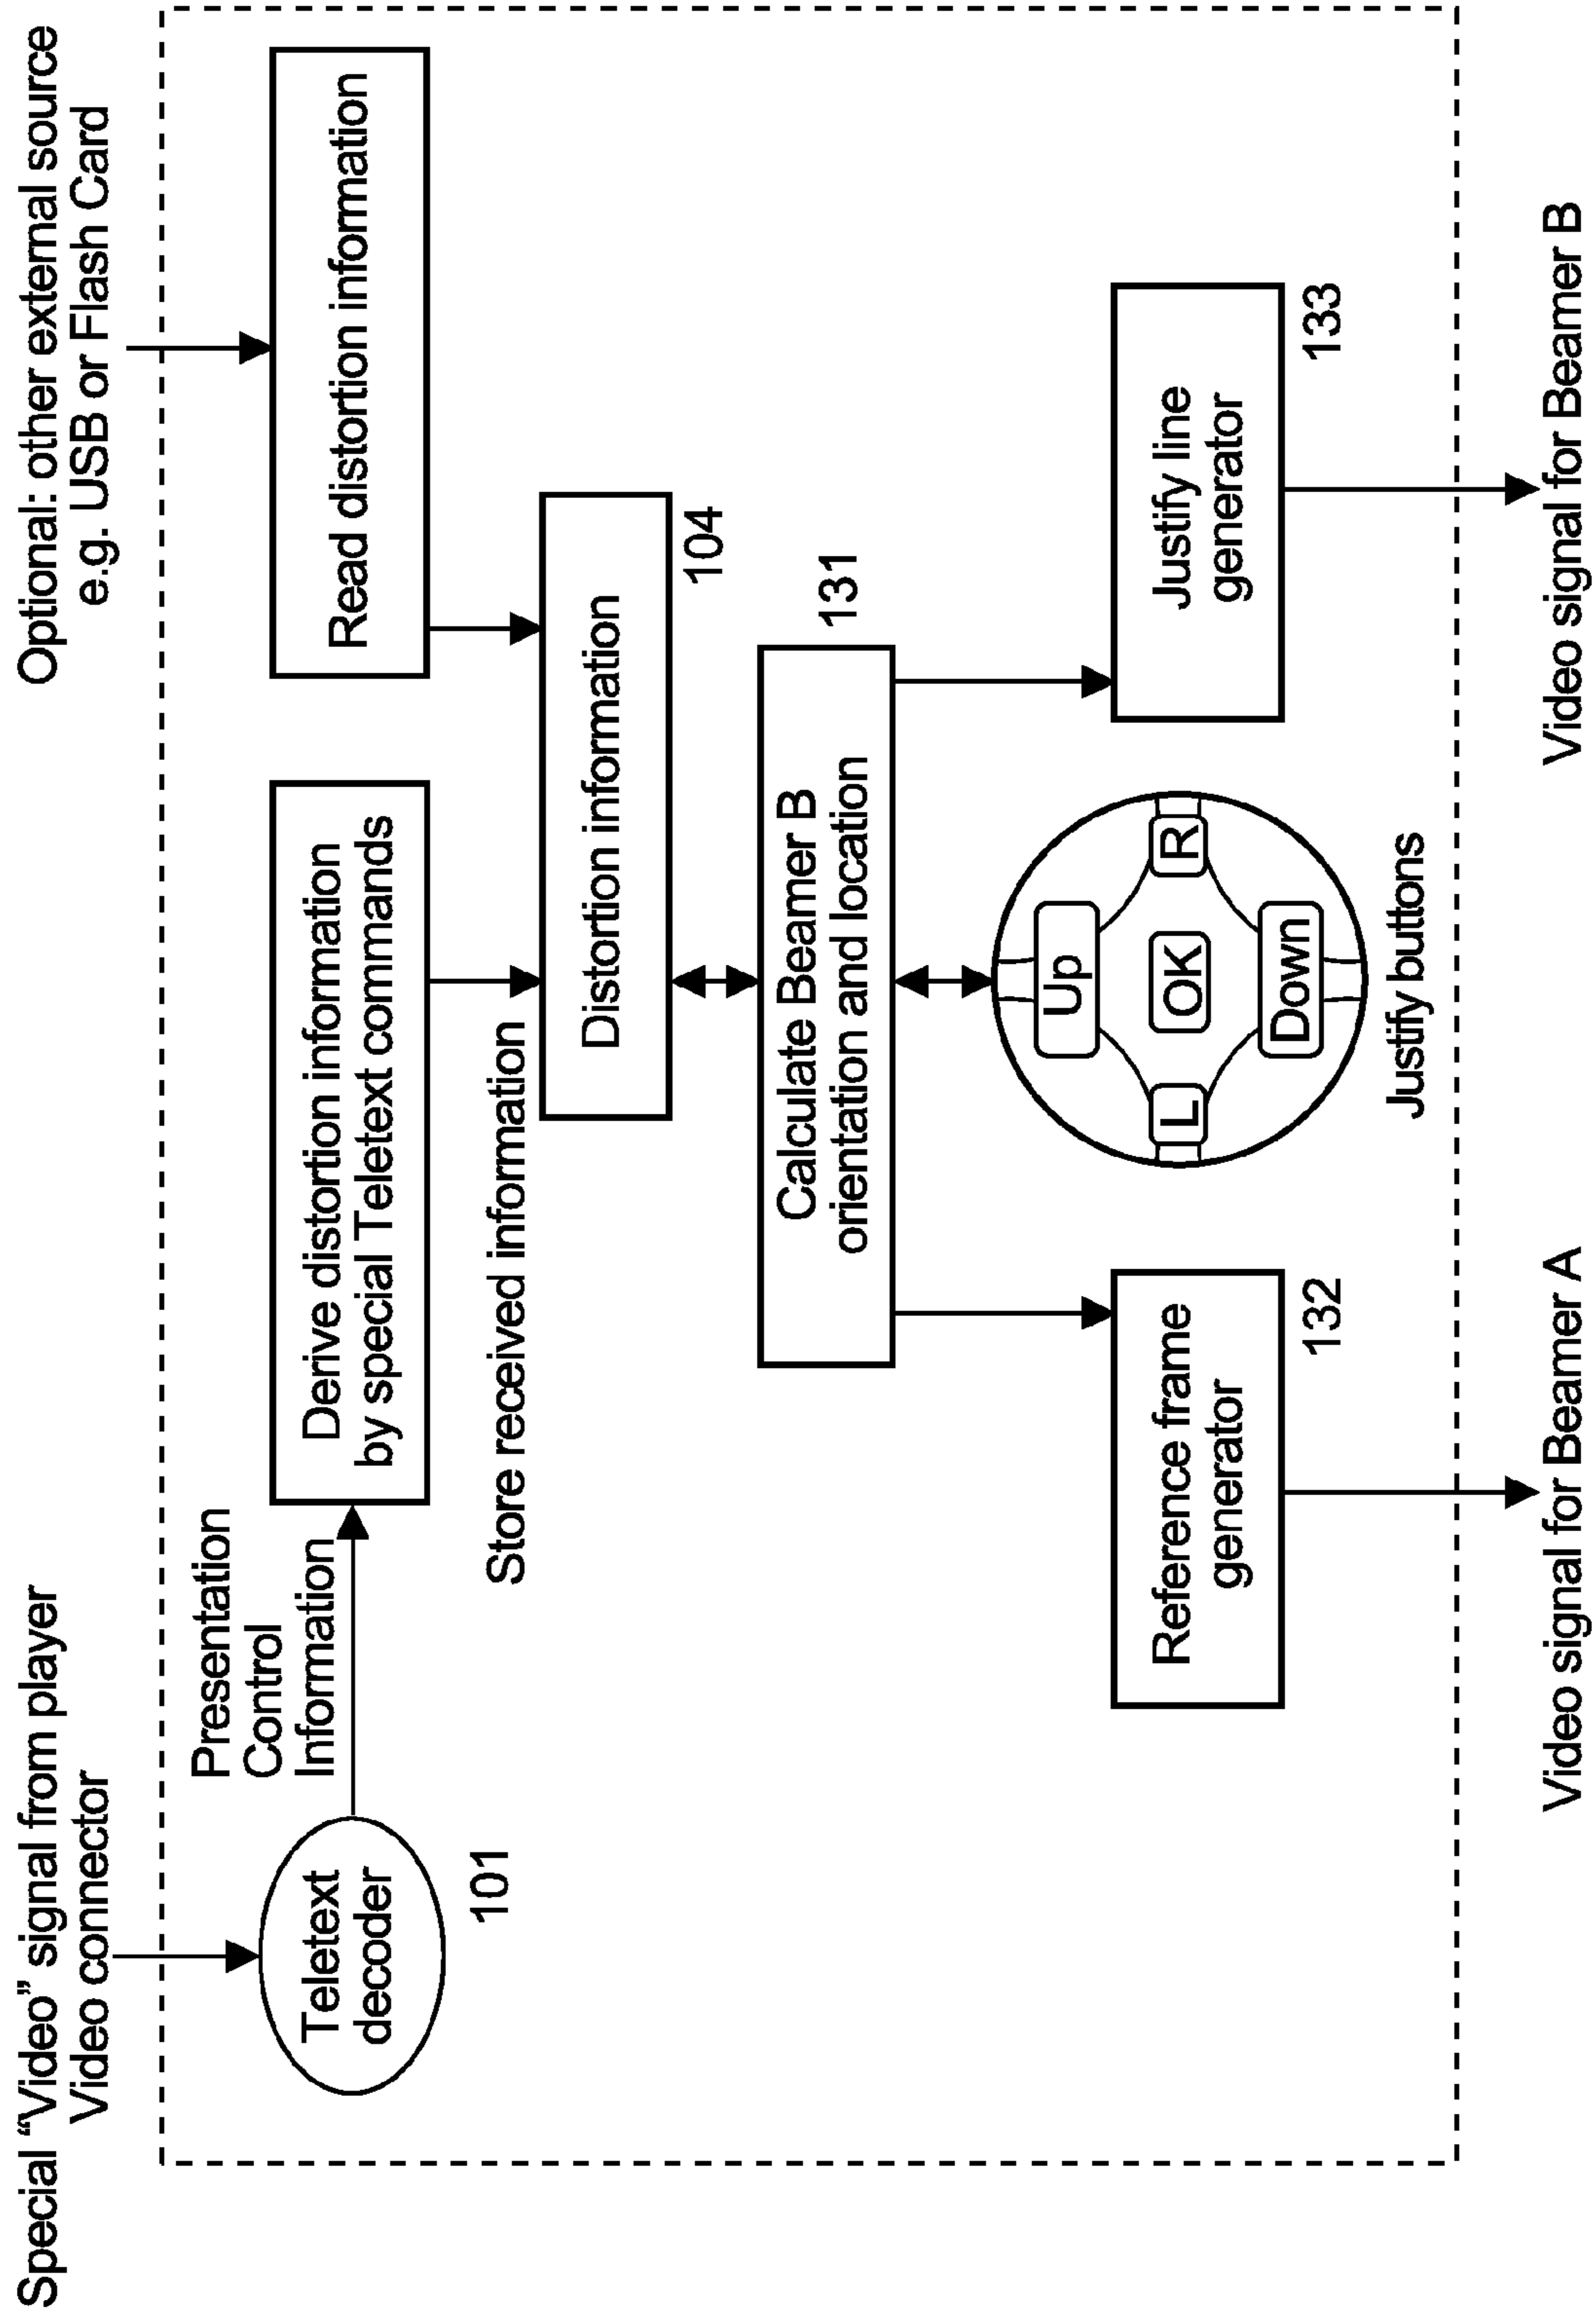 Special “Video” signal from player
Video connector
Optional: other external source
e.g. USB or Flash Card
Presentation
Control
Information
Teletext
decoder
101
Derive distortion information
by special Teletext commands
Read distortion information
Store received information
Distortion information
104
Calculate Beamer B
orientation and location
131
Up
L
OK
R
Down
Justify buttons
Reference frame
generator
132
Justify line
generator
133
Video signal for Beamer A
Video signal for Beamer B